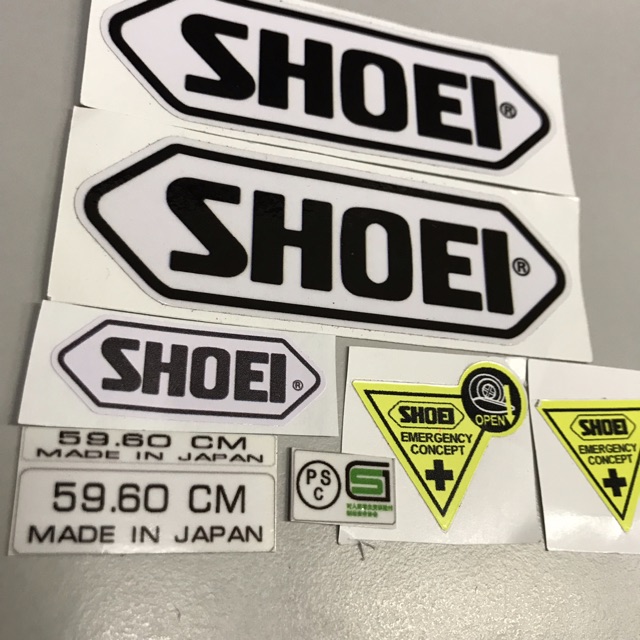 SHOEI®
SHOEI®
SHOEI®
59.60 CM
MADE IN JAPAN
59.60 CM
MADE IN JAPAN
PS
C
SHOEI
EMERGENCY
CONCEPT
OPEN
SHOEI
EMERGENCY
CONCEPT